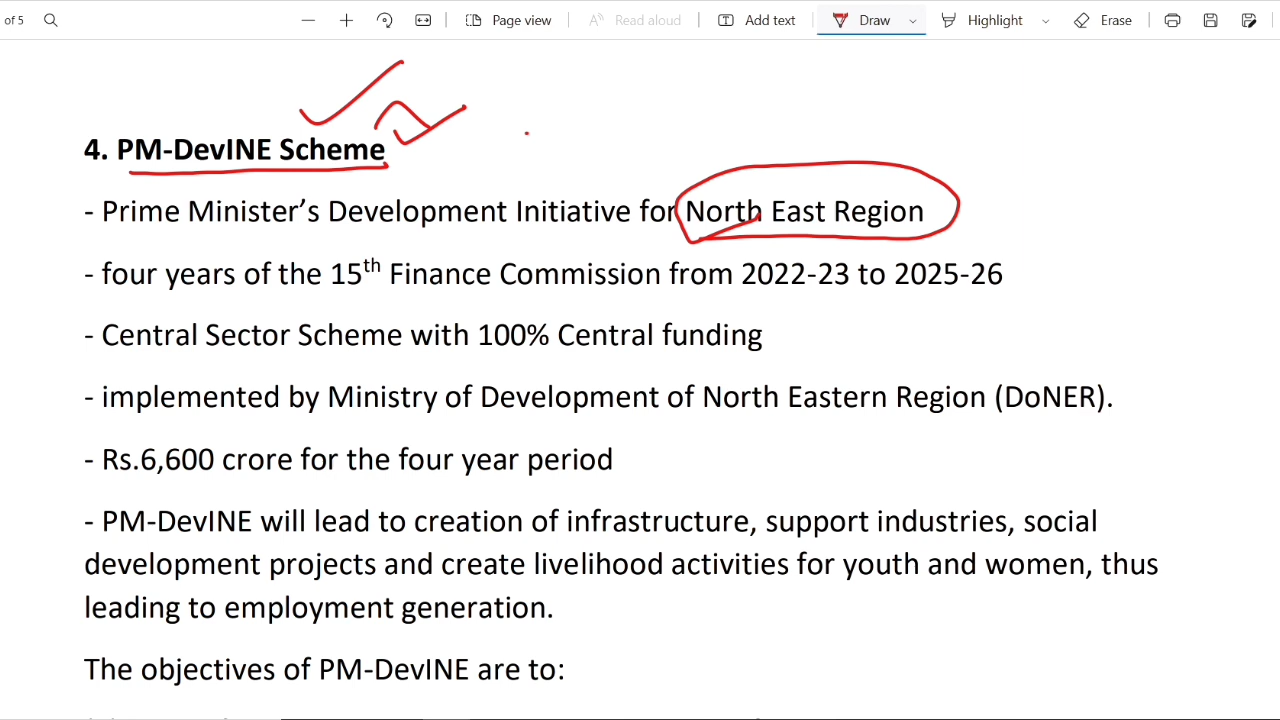 of 5
Page view
Read aloud
Add text
Draw
Highlight
Erase
4. PM-DevINE Scheme
- Prime Minister’s Development Initiative for North East Region
- four years of the 15th Finance Commission from 2022-23 to 2025-26
- Central Sector Scheme with 100% Central funding
- implemented by Ministry of Development of North Eastern Region (DoNER).
- Rs.6,600 crore for the four year period
- PM-DevINE will lead to creation of infrastructure, support industries, social
development projects and create livelihood activities for youth and women, thus
leading to employment generation.
The objectives of PM-DevINE are to: